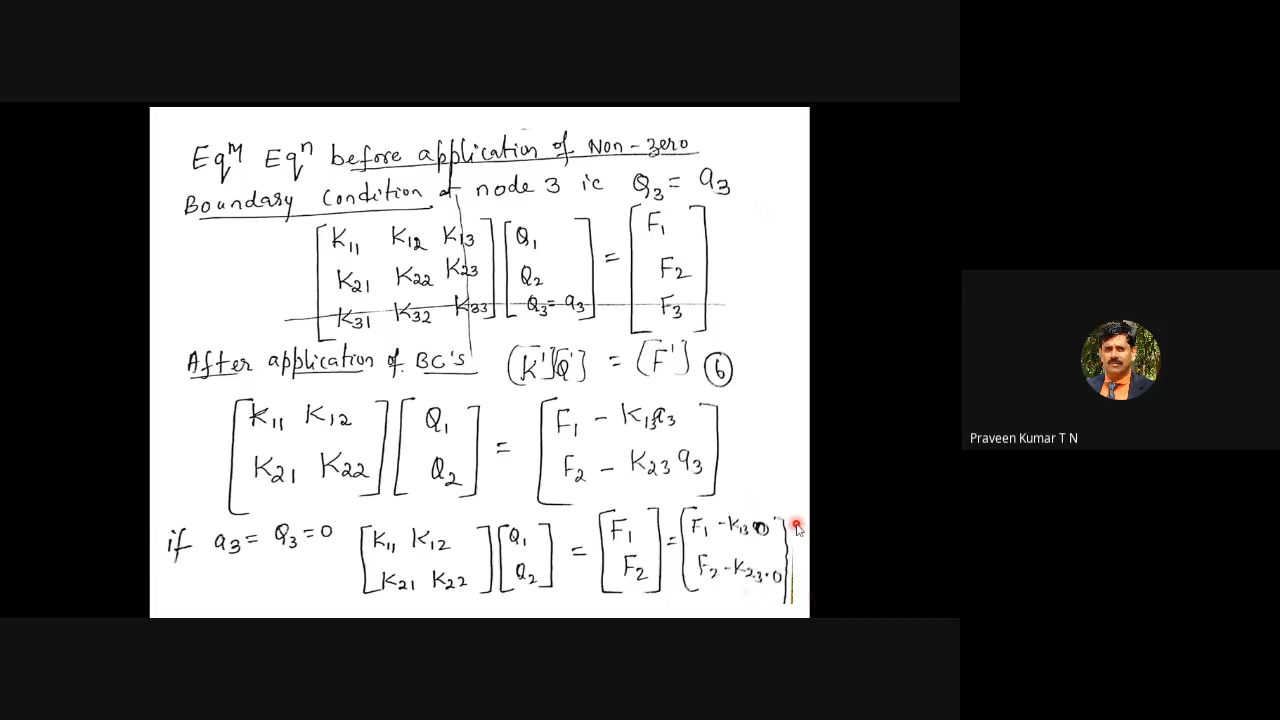 Eqᵐ Eqⁿ before application of Non-zero
Boundary Condition at node 3 ie Q₃ = a₃
[K₁₁ K₁₂ K₁₃] [Q₁] = [F₁]
[K₂₁ K₂₂ K₂₃] [Q₂] [F₂]
[K₃₁ K₃₂ K₃₃] [Q₃ = a₃] [F₃]
After application of BC's [K'][Q'] = [F'] ⑥
[K₁₁ K₁₂] [Q₁] = [F₁ - K₁₃a₃]
[K₂₁ K₂₂] [Q₂] [F₂ - K₂₃ a₃]
if a₃ = Q₃ = 0 [K₁₁ K₁₂] [Q₁] = [F₁] = [F₁ - K₁₃ 0]
[K₂₁ K₂₂] [Q₂] [F₂] [F₂ - K₂₃·0]
Praveen Kumar T N